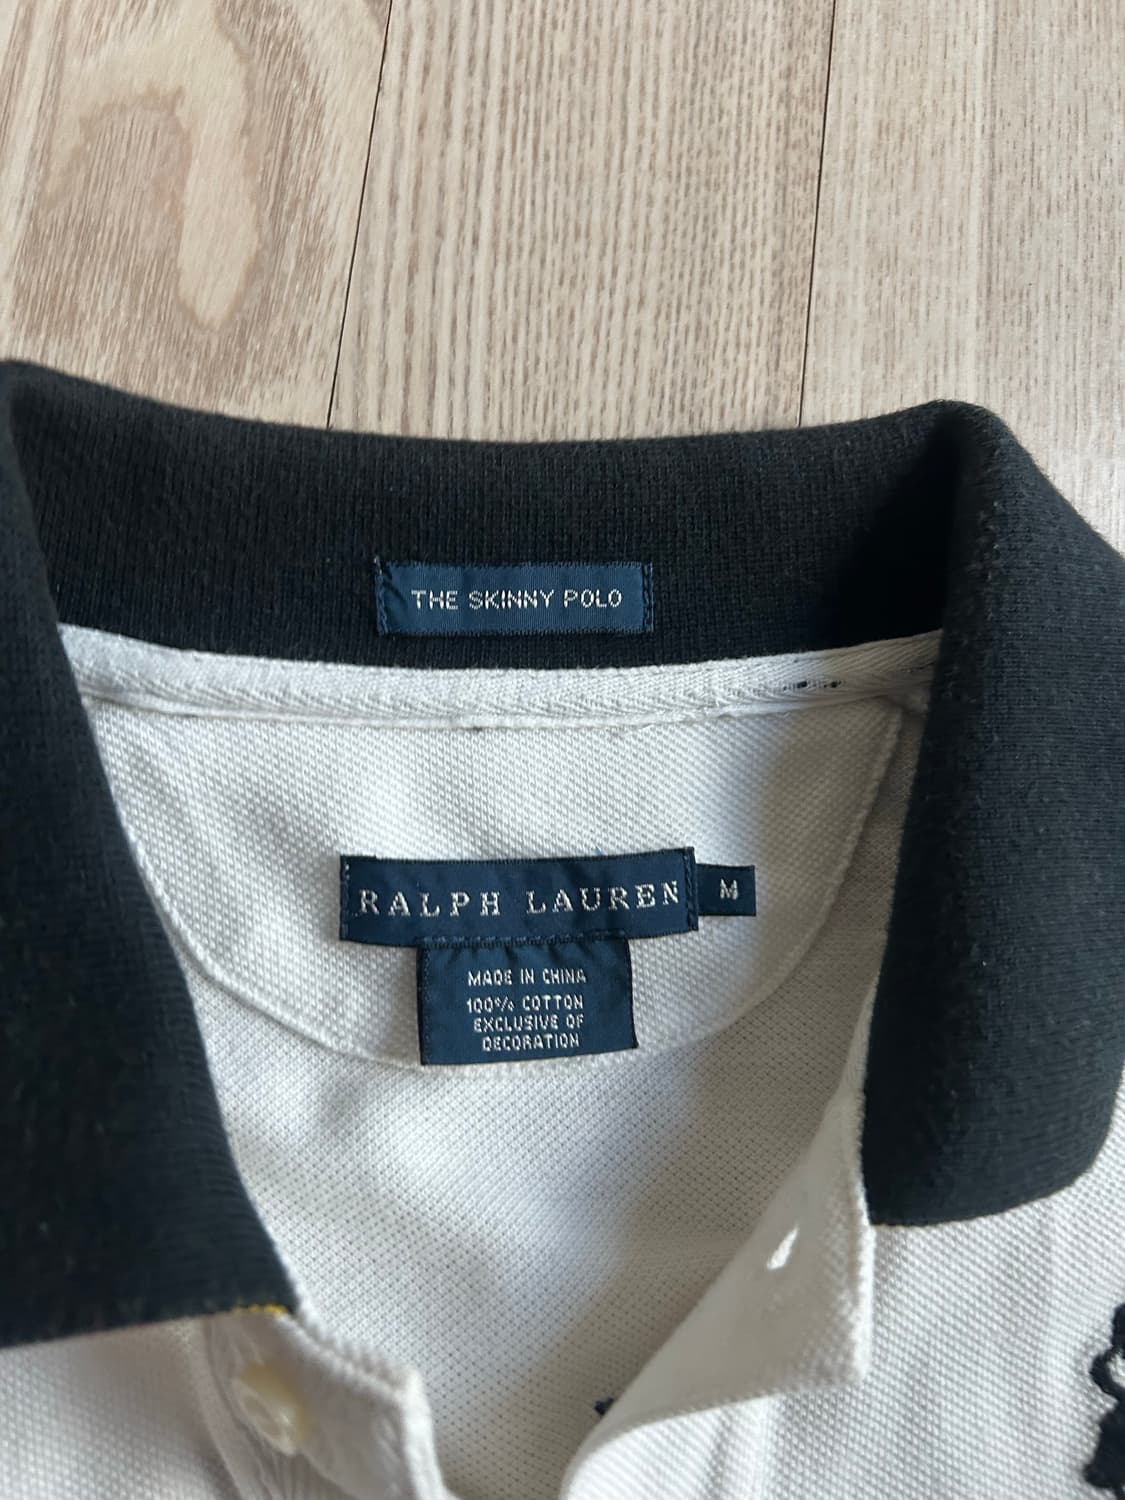 THE SKINNY POLO
RALPH LAUREN
M
MADE IN CHINA
100% COTTON
EXCLUSIVE OF
DECORATION